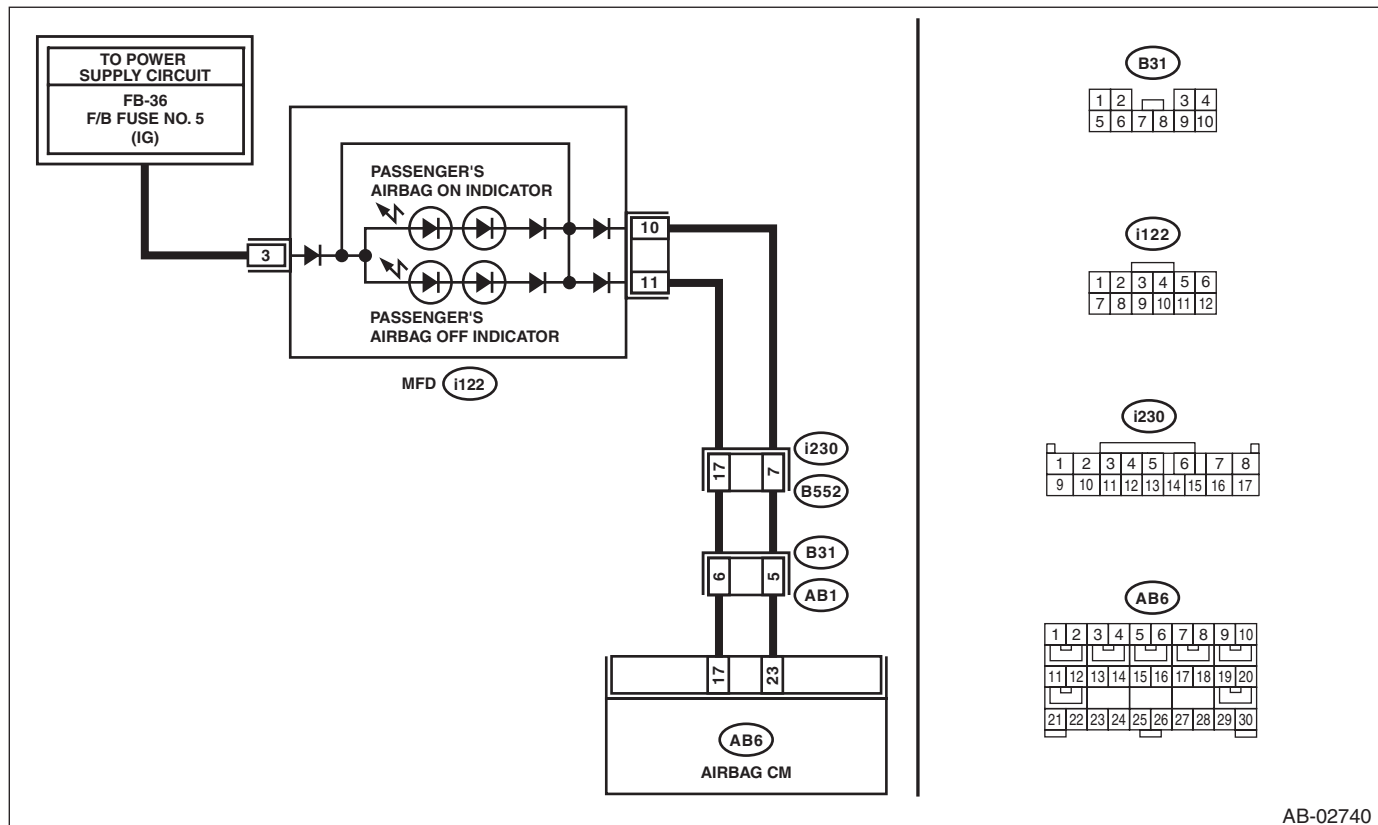 TO POWER
SUPPLY CIRCUIT
FB-36
F/B FUSE NO. 5
(IG)
PASSENGER'S
AIRBAG ON INDICATOR
3
10
11
PASSENGER'S
AIRBAG OFF INDICATOR
MFD i122
i230
17 7
B552
B31
6 5
AB1
17 23
AB6
AIRBAG CM
B31
1 2 3 4
5 6 7 8 9 10
i122
1 2 3 4 5 6
7 8 9 10 11 12
i230
1 2 3 4 5 6 7 8
9 10 11 12 13 14 15 16 17
AB6
1 2 3 4 5 6 7 8 9 10
11 12 13 14 15 16 17 18 19 20
21 22 23 24 25 26 27 28 29 30
AB-02740